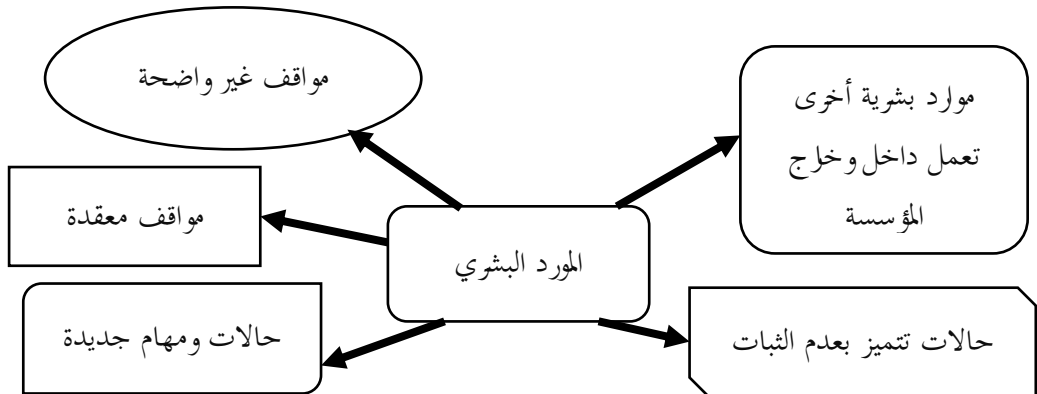 موارد بشرية أخرى
تعمل داخل وخارج
المؤسسة
مواقف غير واضحة
مواقف معقدة
المورد البشري
حالات ومهام جديدة
حالات تتميز بعدم الثبات